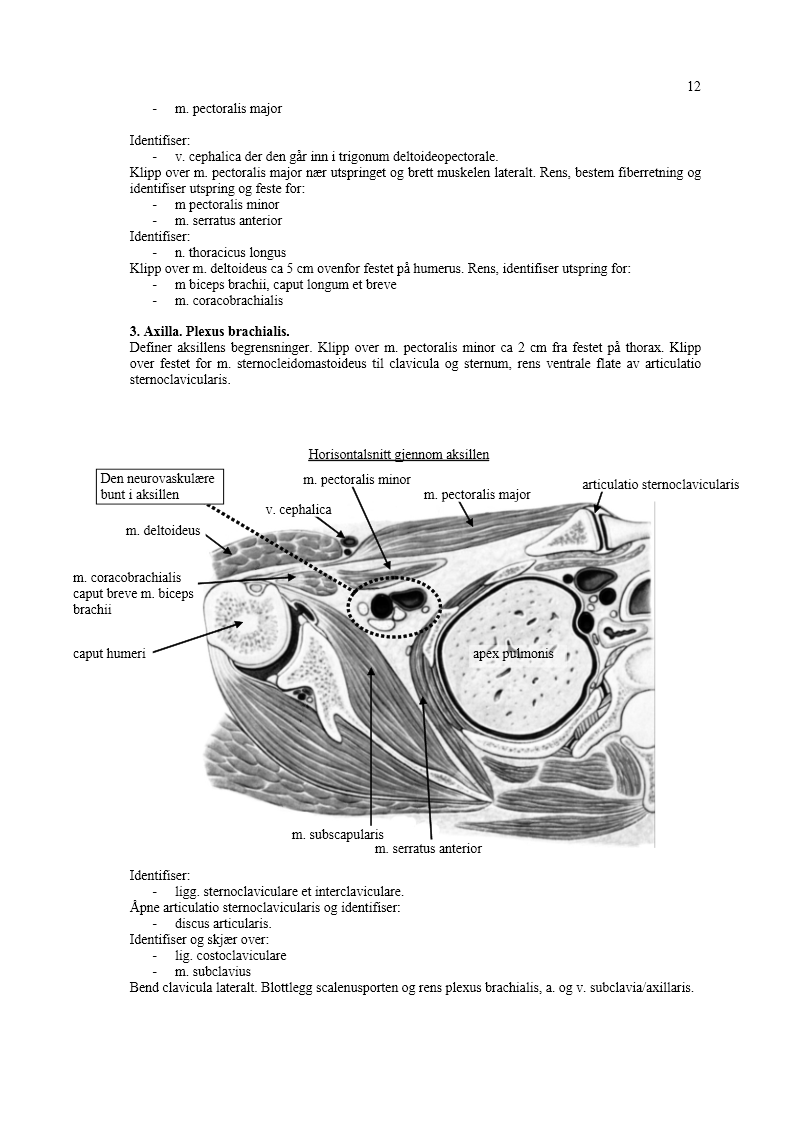 12
- m. pectoralis major
Identifiser:
- v. cephalica der den går inn i trigonum deltoideopectorale.
Klipp over m. pectoralis major nær utspringet og brett muskelen lateralt. Rens, bestem fiberretning og
identifiser utspring og feste for:
- m pectoralis minor
- m. serratus anterior
Identifiser:
- n. thoracicus longus
Klipp over m. deltoideus ca 5 cm ovenfor festet på humerus. Rens, identifiser utspring for:
- m biceps brachii, caput longum et breve
- m. coracobrachialis
3. Axilla. Plexus brachialis.
Definer aksillens begrensninger. Klipp over m. pectoralis minor ca 2 cm fra festet på thorax. Klipp
over festet for m. sternocleidomastoideus til clavicula og sternum, rens ventrale flate av articulatio
sternoclavicularis.
Horisontalsnitt gjennom aksillen
Den neurovaskulære
bunt i aksillen
m. pectoralis minor
articulatio sternoclavicularis
m. pectoralis major
v. cephalica
m. deltoideus
m. coracobrachialis
caput breve m. biceps
brachii
caput humeri
apex pulmonis
m. subscapularis
m. serratus anterior
Identifiser:
- ligg. sternoclaviculare et interclaviculare.
Åpne articulatio sternoclavicularis og identifiser:
- discus articularis.
Identifiser og skjær over:
- lig. costoclaviculare
- m. subclavius
Bend clavicula lateralt. Blottlegg scalenusporten og rens plexus brachialis, a. og v. subclavia/axillaris.